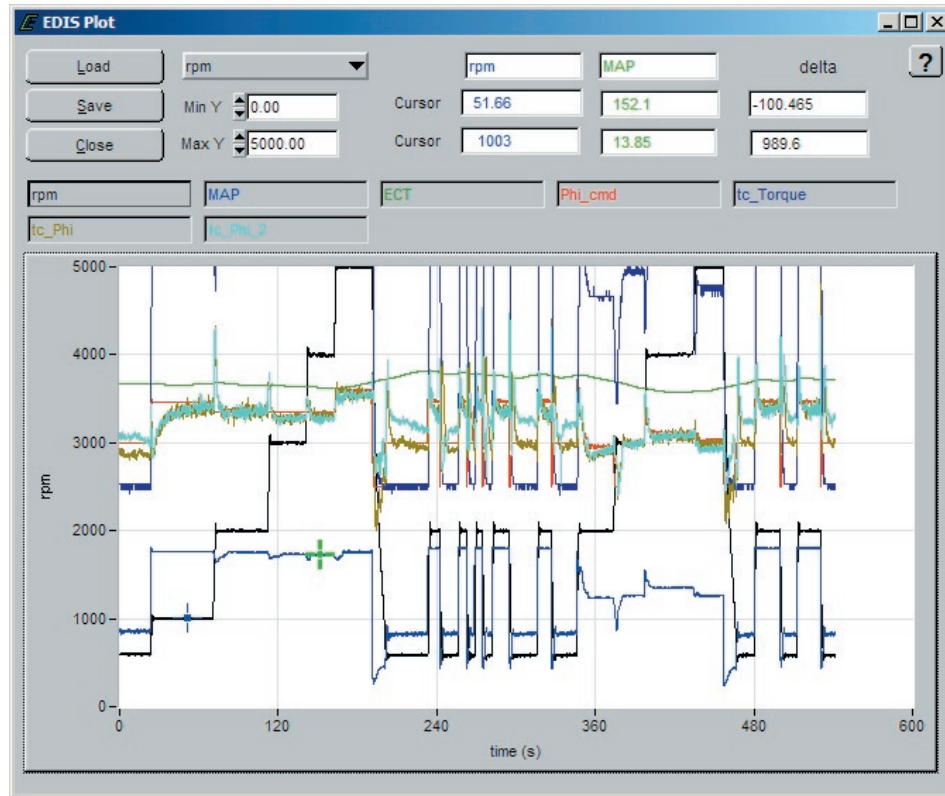 EDIS Plot
Load rpm rpm MAP delta ?
Save Min Y 0.00 Cursor 51.66 152.1 -100.465
Close Max Y 5000.00 Cursor 1003 13.85 989.6
rpm MAP ECT Phi_cmd tc_Torque
tc_Phi tc_Phi_2
5000
4000
3000
rpm
2000
1000
0
0 120 240 360 480 600
time (s)